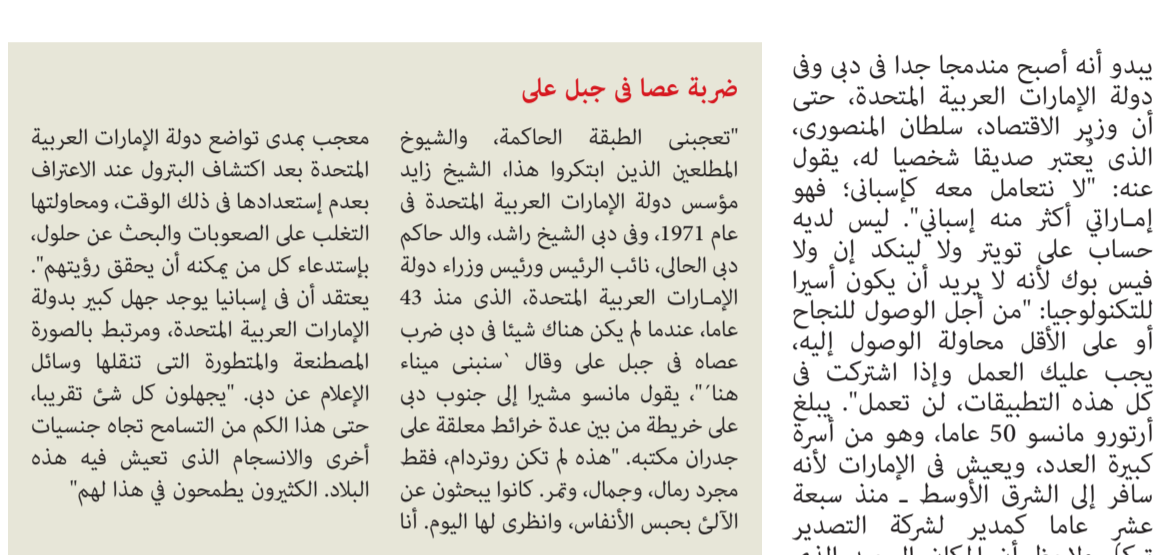 يبدو أنه أصبح مندمجا جدا فى دبى وفى
دولة الإمارات العربية المتحدة، حتى
أن وزير الاقتصاد، سلطان المنصورى،
الذى يُعتبر صديقا شخصيا له، يقول
عنه: "لا نتعامل معه كإسبانى؛ فهو
إمـاراتي أكثر منه إسباني". ليس لديه
حساب على تويتر ولا لينكد إن ولا
فيس بوك لأنه لا يريد أن يكون أسيرا
للتكنولوجيا: "من أجل الوصول للنجاح
أو على الأقل محاولة الوصول إليه،
يجب عليك العمل وإذا اشتركت فى
كل هذه التطبيقات، لن تعمل". يبلغ
أرتورو مانسو 50 عاما، وهو من أسرة
كبيرة العدد، ويعيش فى الإمارات لأنه
سافر إلى الشرق الأوسط ـ منذ سبعة
عشر عاما كمدير لشركة التصدير
ضربة عصا فى جبل على
"تعجبنى الطبقة الحاكمة، والشيوخ
المطلعين الذين ابتكروا هذا، الشيخ زايد
مؤسس دولة الإمارات العربية المتحدة فى
عام 1971، وفى دبى الشيخ راشد، والد حاكم
دبى الحالى، نائب الرئيس ورئيس وزراء دولة
الإمـارات العربية المتحدة، الذى منذ 43
عاما، عندما لم يكن هناك شيئا فى دبى ضرب
عصاه فى جبل على وقال ‵سنبنى ميناء
هنا′"، يقول مانسو مشيرا إلى جنوب دبى
على خريطة من بين عدة خرائط معلقة على
جدران مكتبه. "هذه لم تكن روتردام، فقط
مجرد رمال، وجمال، وتمر. كانوا يبحثون عن
الآلئ بحبس الأنفاس، وانظرى لها اليوم. أنا
معجب بمدى تواضع دولة الإمارات العربية
المتحدة بعد اكتشاف البترول عند الاعتراف
بعدم إستعدادها فى ذلك الوقت، ومحاولتها
التغلب على الصعوبات والبحث عن حلول،
بإستدعاء كل من يمكنه أن يحقق رؤيتهم".
يعتقد أن فى إسبانيا يوجد جهل كبير بدولة
الإمارات العربية المتحدة، ومرتبط بالصورة
المصطنعة والمتطورة التى تنقلها وسائل
الإعلام عن دبى. "يجهلون كل شئ تقريبا،
حتى هذا الكم من التسامح تجاه جنسيات
أخرى والانسجام الذى تعيش فيه هذه
البلاد. الكثيرون يطمحون في هذا لهم"